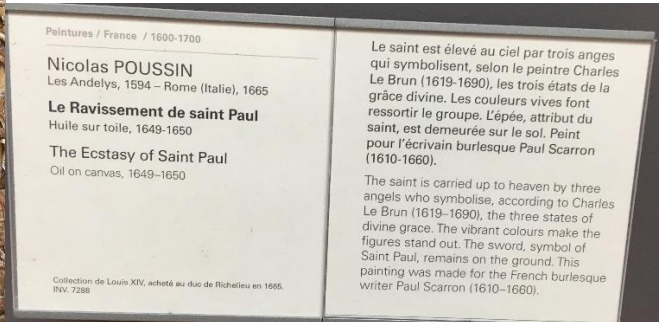 Peintures / France / 1600-1700
Nicolas POUSSIN
Les Andelys, 1594 – Rome (Italie), 1665
Le Ravissement de saint Paul
Huile sur toile, 1649-1650
The Ecstasy of Saint Paul
Oil on canvas, 1649–1650
Collection de Louis XIV, acheté au duc de Richelieu en 1665.
INV. 7288
Le saint est élevé au ciel par trois anges
qui symbolisent, selon le peintre Charles
Le Brun (1619-1690), les trois états de la
grâce divine. Les couleurs vives font
ressortir le groupe. L’épée, attribut du
saint, est demeurée sur le sol. Peint
pour l’écrivain burlesque Paul Scarron
(1610-1660).
The saint is carried up to heaven by three
angels who symbolise, according to Charles
Le Brun (1619–1690), the three states of
divine grace. The vibrant colours make the
figures stand out. The sword, symbol of
Saint Paul, remains on the ground. This
painting was made for the French burlesque
writer Paul Scarron (1610–1660).